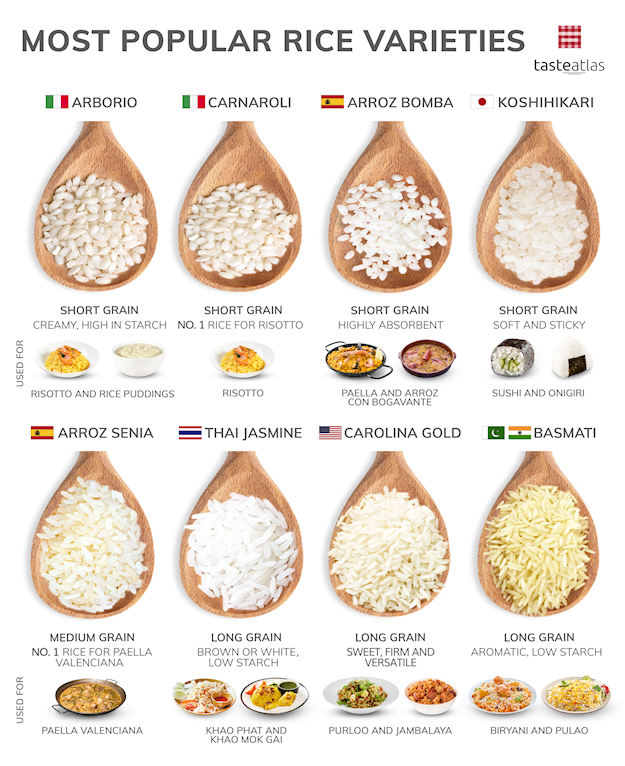 MOST POPULAR RICE VARIETIES
tasteatlas
ARBORIO
CARNAROLI
ARROZ BOMBA
KOSHIHIKARI
SHORT GRAIN
CREAMY, HIGH IN STARCH
SHORT GRAIN
NO. 1 RICE FOR RISOTTO
SHORT GRAIN
HIGHLY ABSORBENT
SHORT GRAIN
SOFT AND STICKY
USED FOR
RISOTTO AND RICE PUDDINGS
RISOTTO
PAELLA AND ARROZ
CON BOGAVANTE
SUSHI AND ONIGIRI
ARROZ SENIA
THAI JASMINE
CAROLINA GOLD
BASMATI
MEDIUM GRAIN
NO. 1 RICE FOR PAELLA
VALENCIANA
LONG GRAIN
BROWN OR WHITE,
LOW STARCH
LONG GRAIN
SWEET, FIRM AND
VERSATILE
LONG GRAIN
AROMATIC, LOW STARCH
USED FOR
PAELLA VALENCIANA
KHAO PHAT AND
KHAO MOK GAI
PURLOO AND JAMBALAYA
BIRYANI AND PULAO